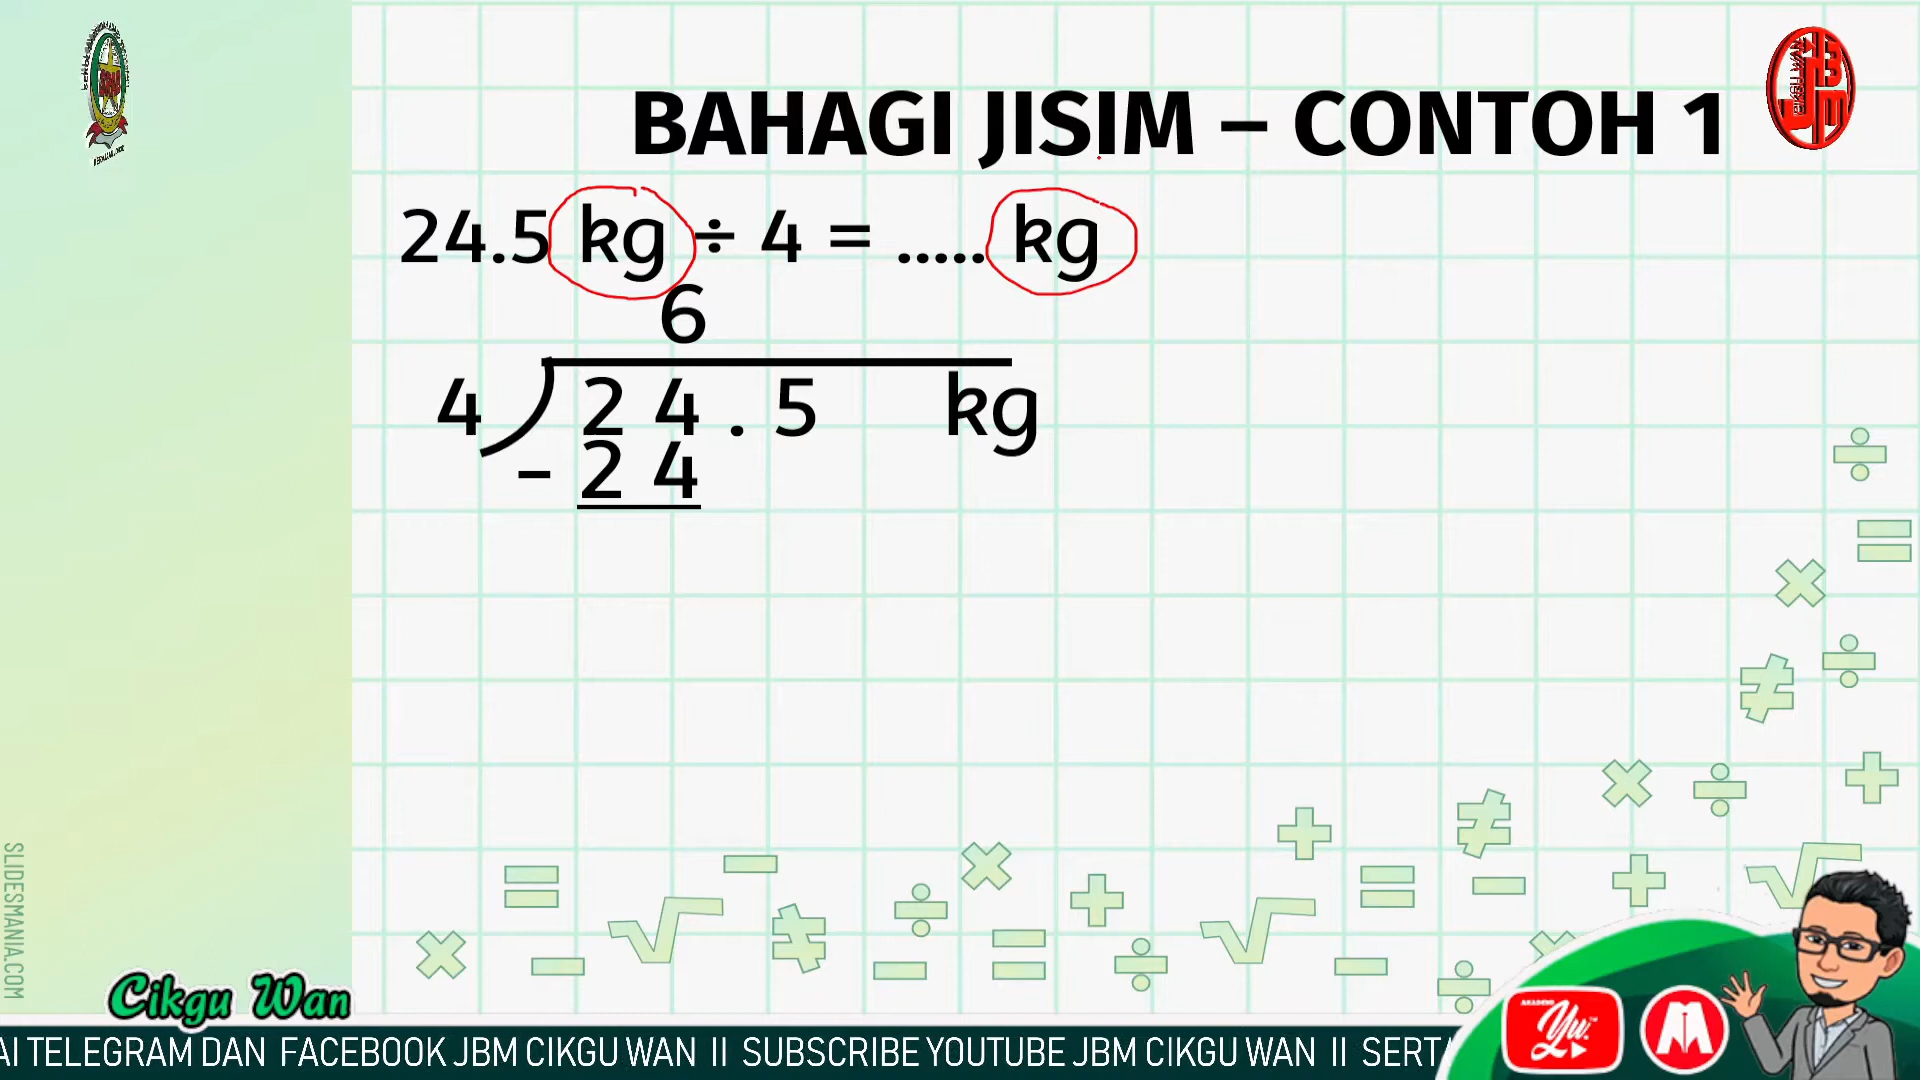 BAHAGI JISIM – CONTOH 1
24.5 kg ÷ 4 = ..... kg
6
4 2 4 . 5 kg
- 2 4
SLIDESMANIA.COM
Cikgu Wan
AI TELEGRAM DAN FACEBOOK JBM CIKGU WAN II SUBSCRIBE YOUTUBE JBM CIKGU WAN II SERTA